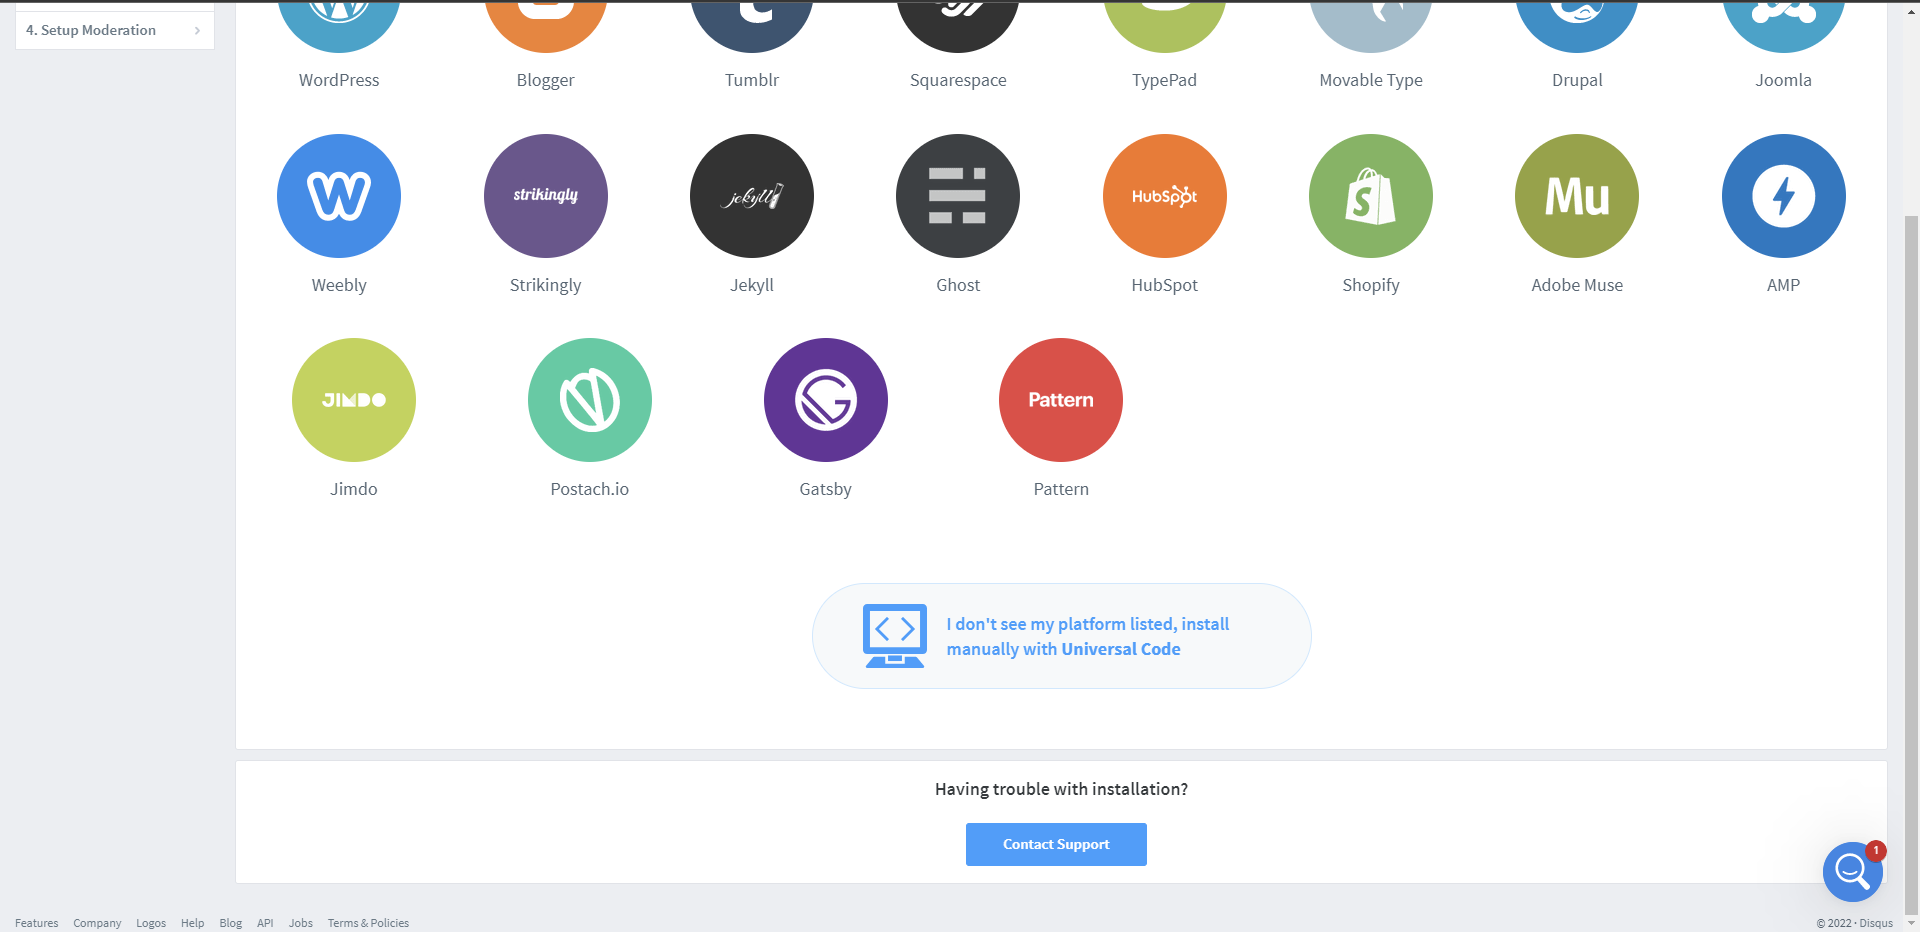 4. Setup Moderation
WordPress
Blogger
Tumblr
Squarespace
TypePad
Movable Type
Drupal
Joomla
strikingly
jekyll
HubSpot
Mu
Weebly
Strikingly
Jekyll
Ghost
HubSpot
Shopify
Adobe Muse
AMP
JIMDO
Pattern
Jimdo
Postach.io
Gatsby
Pattern
I don't see my platform listed, install
manually with Universal Code
Having trouble with installation?
Contact Support
1
Features Company Logos Help Blog API Jobs Terms & Policies
© 2022 · Disqus